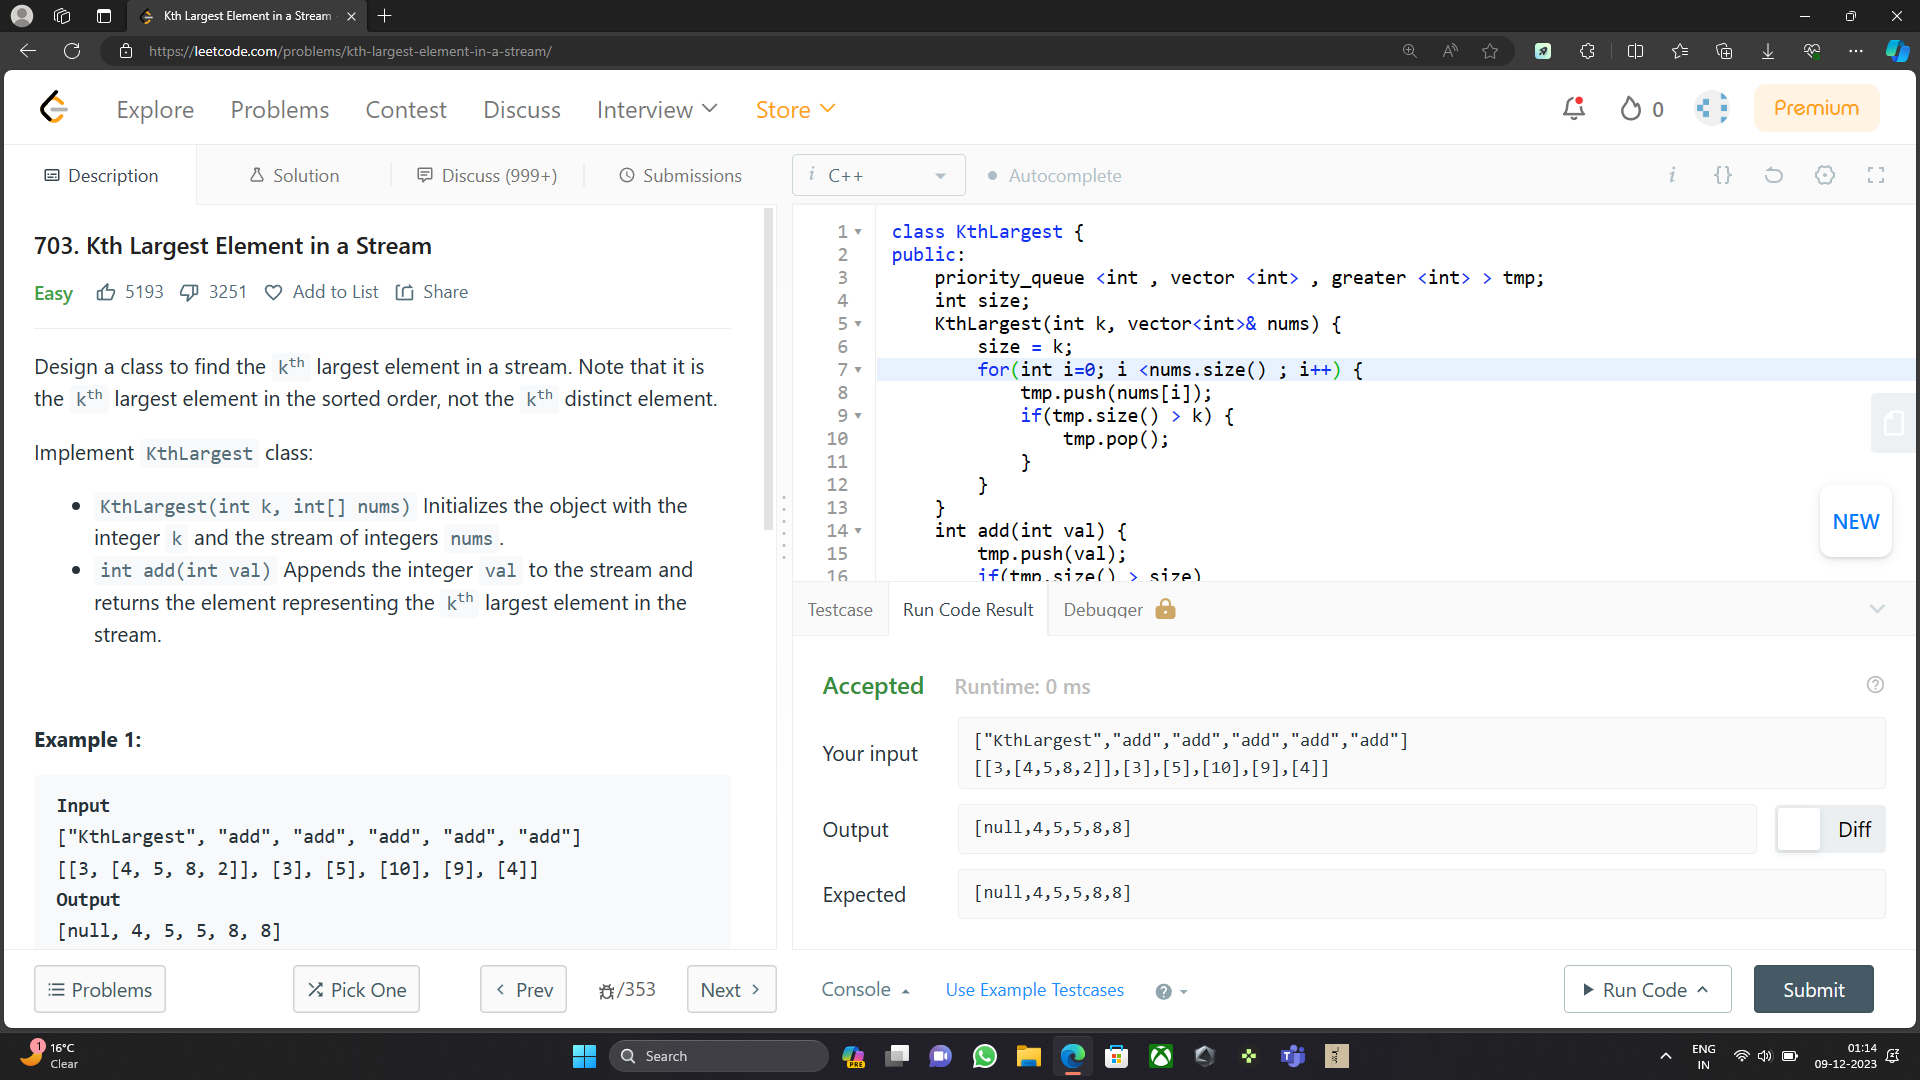 Kth Largest Element in a Stream
https://leetcode.com/problems/kth-largest-element-in-a-stream/
Explore Problems Contest Discuss Interview Store 0 Premium
Description Solution Discuss (999+) Submissions
i C++ Autocomplete
703. Kth Largest Element in a Stream
Easy 5193 3251 Add to List Share
Design a class to find the kth largest element in a stream. Note that it is
the kth largest element in the sorted order, not the kth distinct element.
Implement KthLargest class:
• KthLargest(int k, int[] nums) Initializes the object with the
integer k and the stream of integers nums.
• int add(int val) Appends the integer val to the stream and
returns the element representing the kth largest element in the
stream.
Example 1:
Input
["KthLargest", "add", "add", "add", "add", "add"]
[[3, [4, 5, 8, 2]], [3], [5], [10], [9], [4]]
Output
[null, 4, 5, 5, 8, 8]
Problems Pick One Prev /353 Next
1 class KthLargest {
2 public:
3 priority_queue <int , vector <int> , greater <int> > tmp;
4 int size;
5 KthLargest(int k, vector<int>& nums) {
6 size = k;
7 for(int i=0; i <nums.size() ; i++) {
8 tmp.push(nums[i]);
9 if(tmp.size() > k) {
10 tmp.pop();
11 }
12 }
13 }
14 int add(int val) {
15 tmp.push(val);
16 if(tmp.size() > size)
NEW
Testcase Run Code Result Debugger
Accepted Runtime: 0 ms
Your input
["KthLargest","add","add","add","add","add"]
[[3,[4,5,8,2]],[3],[5],[10],[9],[4]]
Output [null,4,5,5,8,8] Diff
Expected [null,4,5,5,8,8]
Console Use Example Testcases Run Code Submit
1 16°C
Clear
Search
PRE
ENG
IN
01:14
09-12-2023